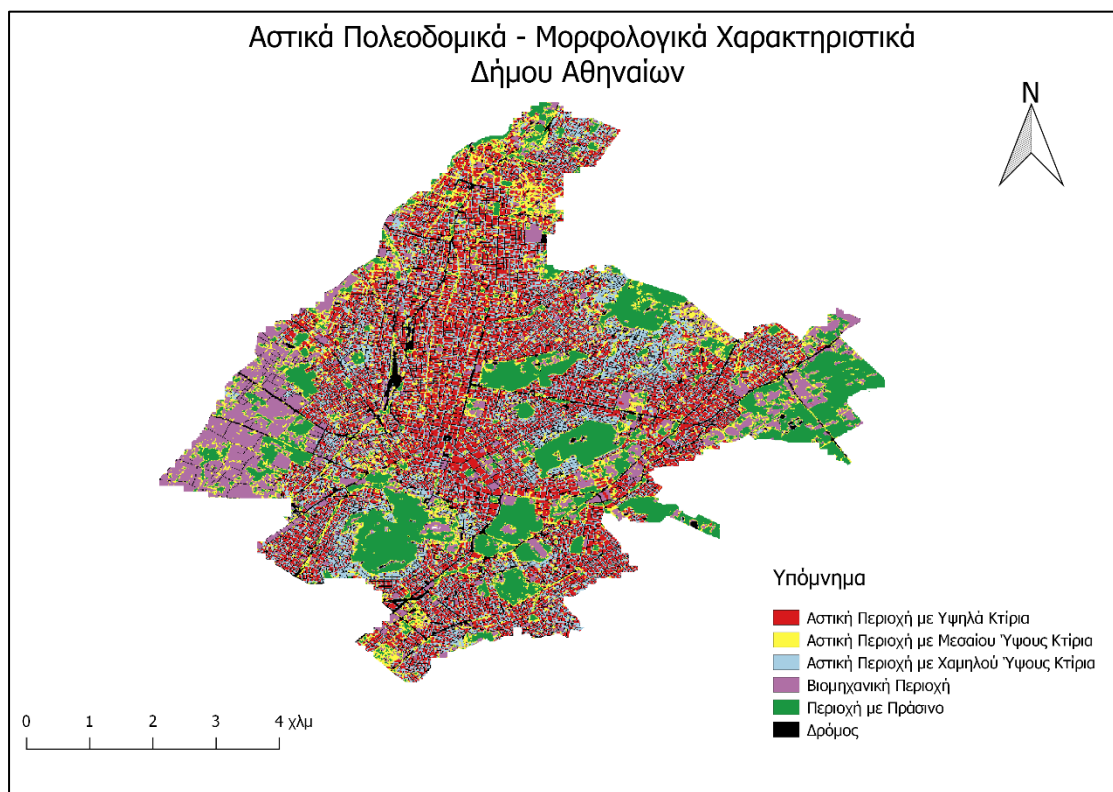 Αστικά Πολεοδομικά - Μορφολογικά Χαρακτηριστικά
Δήμου Αθηναίων
N
Υπόμνημα
Αστική Περιοχή με Υψηλά Κτίρια
Αστική Περιοχή με Μεσαίου Ύψους Κτίρια
Αστική Περιοχή με Χαμηλού Ύψους Κτίρια
Βιομηχανική Περιοχή
Περιοχή με Πράσινο
Δρόμος
0 1 2 3 4 χλμ